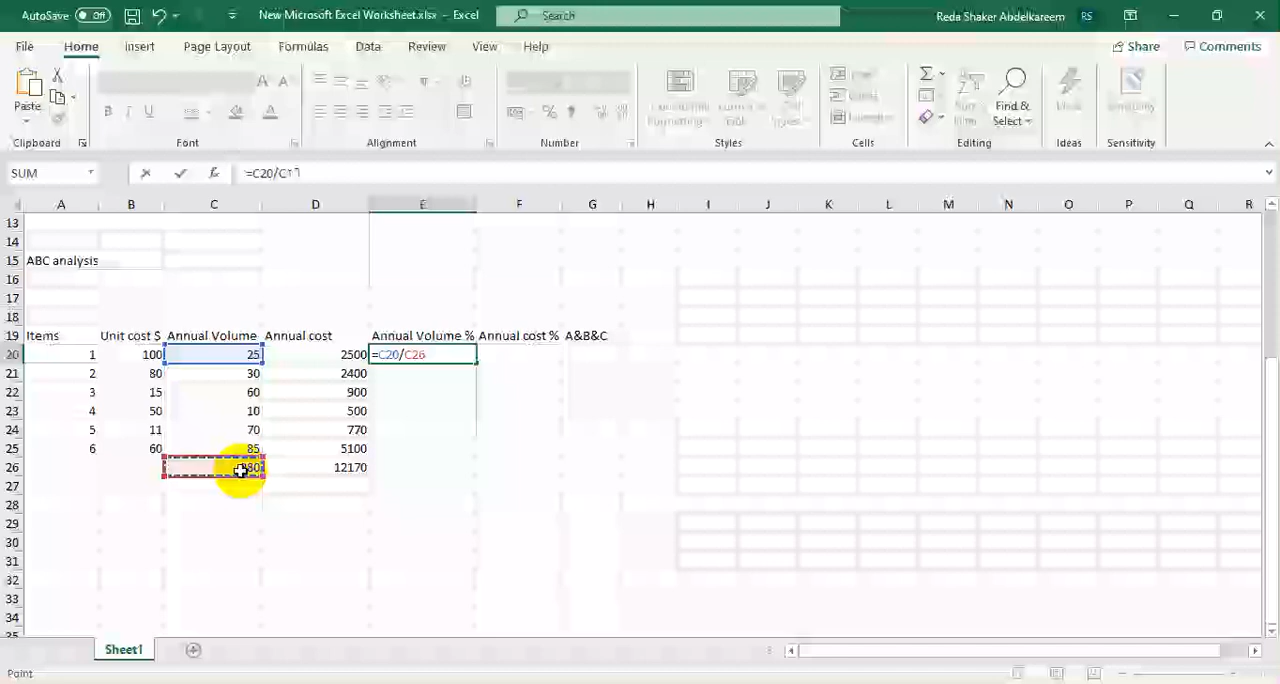 AutoSave Off New Microsoft Excel Worksheet.xlsx - Excel Search Reda Shaker Abdelkareem RS
File Home Insert Page Layout Formulas Data Review View Help Share Comments
Paste Find &
Select
Clipboard Font Alignment Number Styles Cells Editing Ideas Sensitivity
SUM fx
A B C D E F G H I J K L M N O P Q R
13
14
15 ABC analysis
16
17
18
19 Items Unit cost $ Annual Volume Annual cost Annual Volume % Annual cost % A&B&C
20 1 100 25 2500 =C20/C26
21 2 80 30 2400
22 3 15 60 900
23 4 50 10 500
24 5 11 70 770
25 6 60 85 5100
26 12170
27
28
29
30
31
32
33
34
35
Sheet1
Point